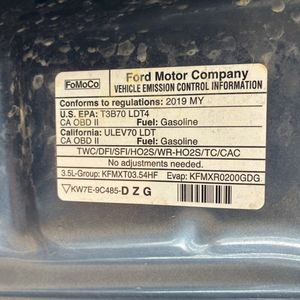 FoMoCo
Ford Motor Company
VEHICLE EMISSION CONTROL INFORMATION
Conforms to regulations: 2019 MY
U.S. EPA: T3B70 LDT4
CA OBD II Fuel: Gasoline
California: ULEV70 LDT
CA OBD II Fuel: Gasoline
TWC/DFI/SFI/HO2S/WR-HO2S/TC/CAC
No adjustments needed.
3.5L-Group: KFMXT03.54HF Evap: KFMXR0200GDG
KW7E-9C485-DZG